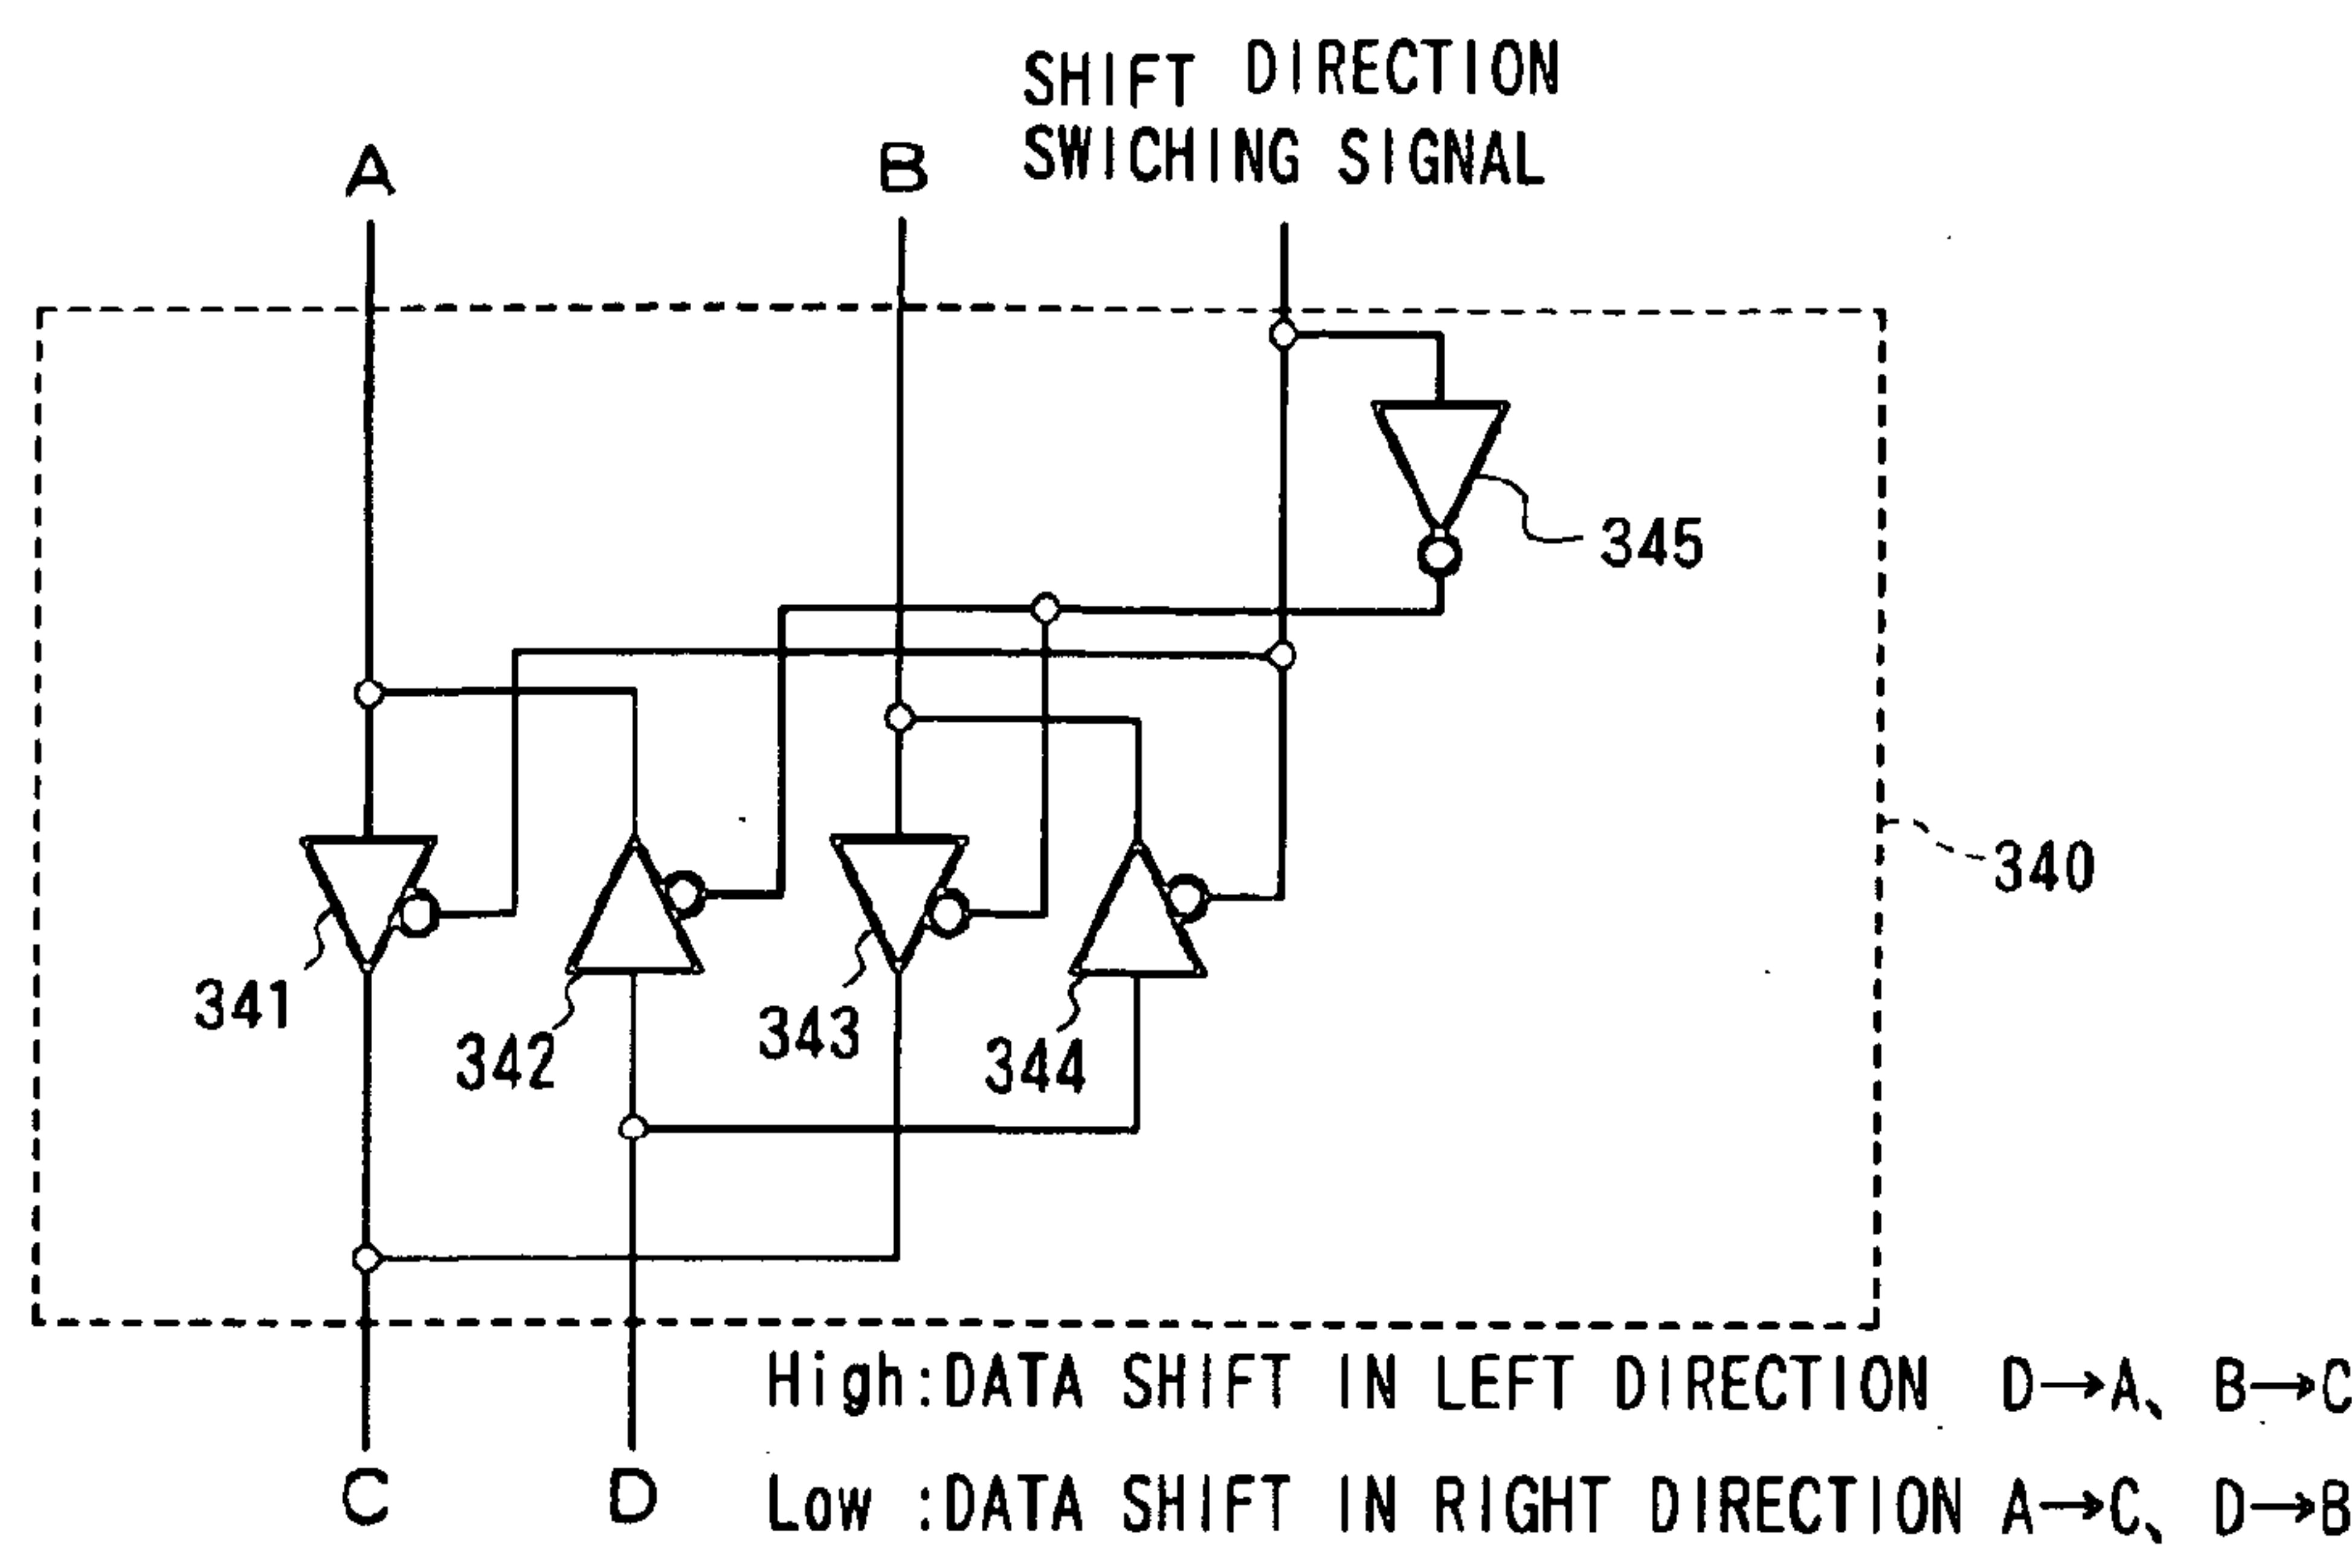 SHIFT DIRECTION
SWICHING SIGNAL
A
B
345
340
341
342
343
344
High:DATA SHIFT IN LEFT DIRECTION D→A、 B→C
Low :DATA SHIFT IN RIGHT DIRECTION A→C、 D→B
C
D